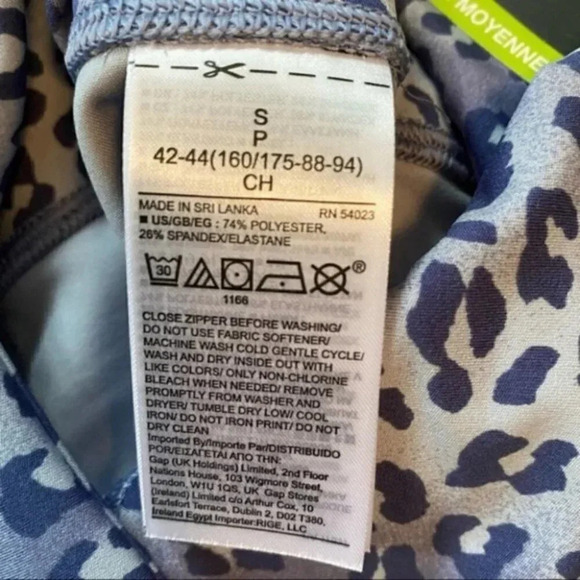 MOYENNE
S
P
42-44(160/175-88-94)
CH
MADE IN SRI LANKA RN 54023
■ US/GB/EG : 74% POLYESTER,
26% SPANDEX/ELASTANE
30 ®
1166
CLOSE ZIPPER BEFORE WASHING/
DO NOT USE FABRIC SOFTENER/
MACHINE WASH COLD GENTLE CYCLE/
WASH AND DRY INSIDE OUT WITH
LIKE COLORS/ ONLY NON-CHLORINE
BLEACH WHEN NEEDED/ REMOVE
PROMPTLY FROM WASHER AND
DRYER/ TUMBLE DRY LOW/ COOL
IRON/ DO NOT IRON PRINT/ DO NOT
DRY CLEAN
Imported By/Importe Par/DISTRIBUIDO
POR/ΕΙΣΑΓΕΤΑΙ ΑΠΟ ΤΗΝ:
Gap (UK Holdings) Limited, 2nd Floor
Nations House, 103 Wigmore Street,
London, W1U 1QS, UK Gap Stores
(Ireland) Limited c/o Arthur Cox, 10
Earlsfort Terrace, Dublin 2, D02 T380,
Ireland Egypt Importer:RIGE, LLC